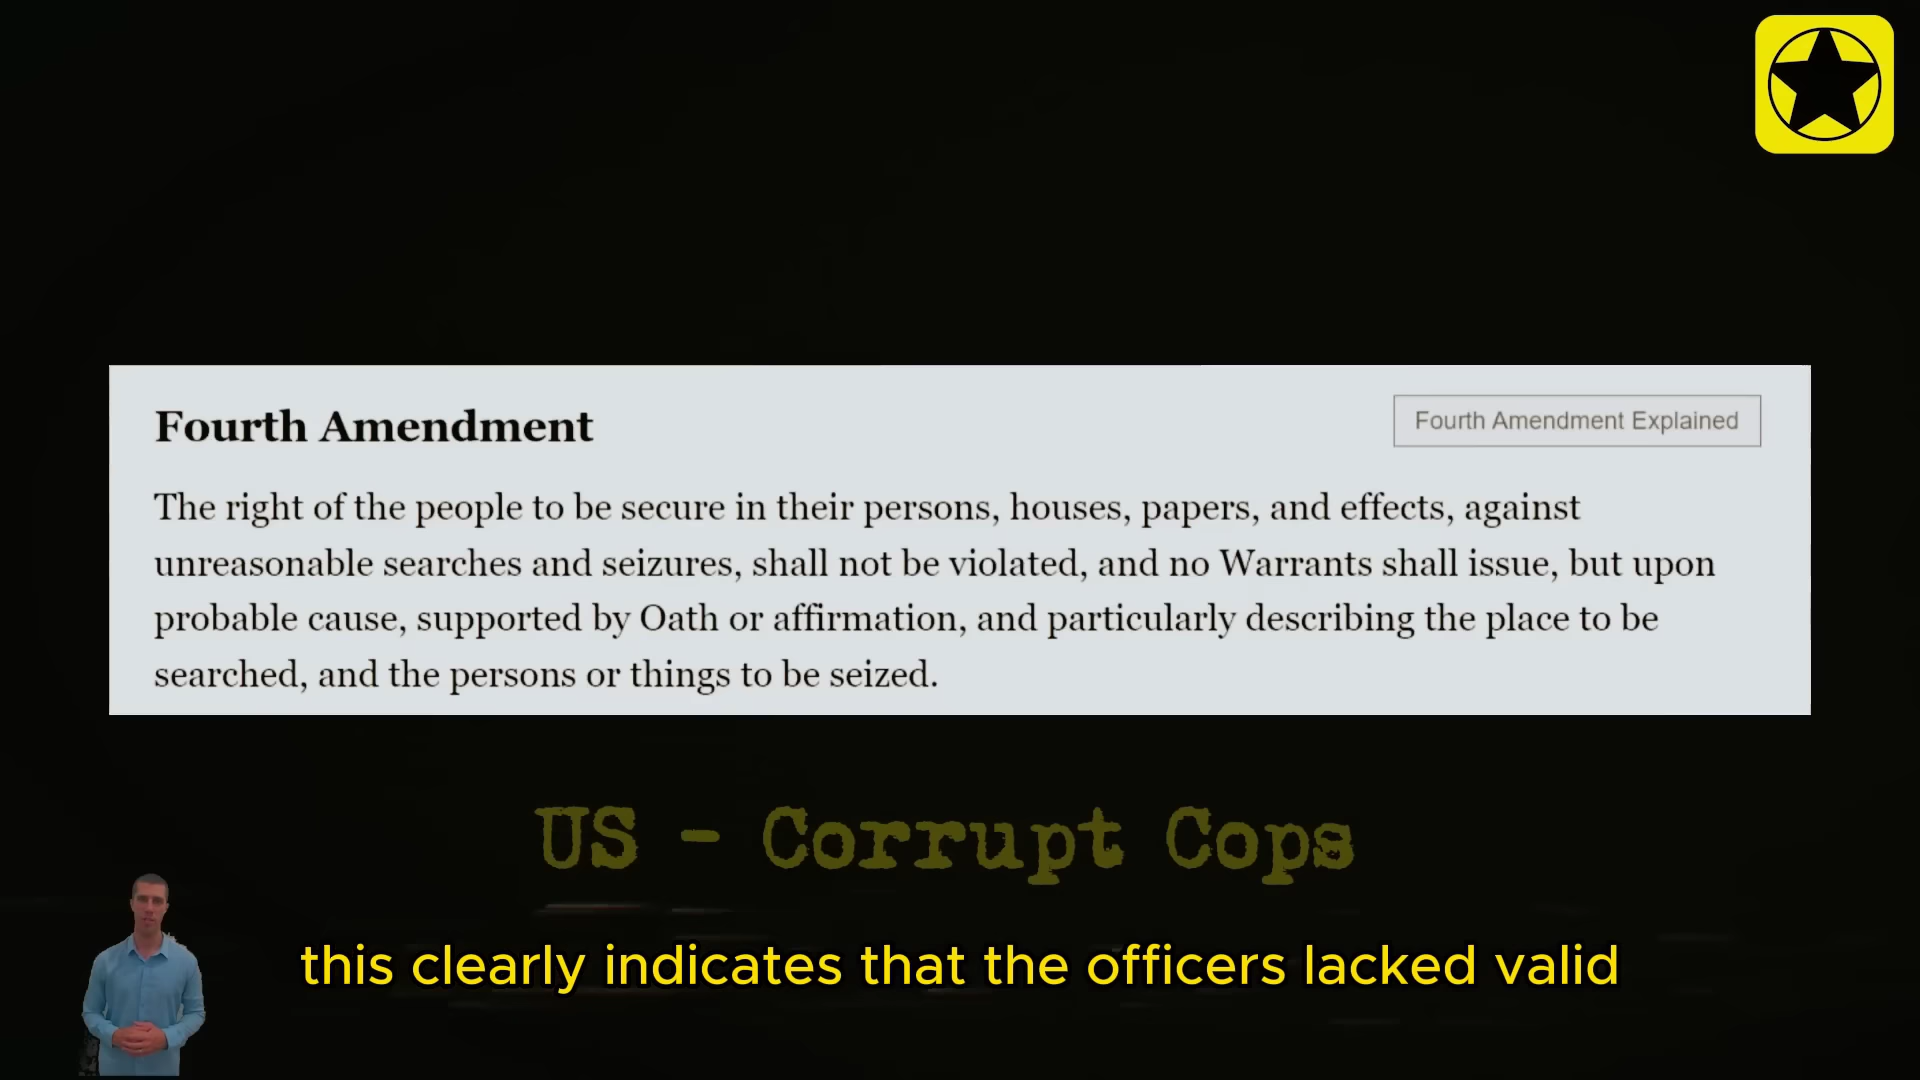 Fourth Amendment
Fourth Amendment Explained
The right of the people to be secure in their persons, houses, papers, and effects, against
unreasonable searches and seizures, shall not be violated, and no Warrants shall issue, but upon
probable cause, supported by Oath or affirmation, and particularly describing the place to be
searched, and the persons or things to be seized.
US - Corrupt Cops
this clearly indicates that the officers lacked valid